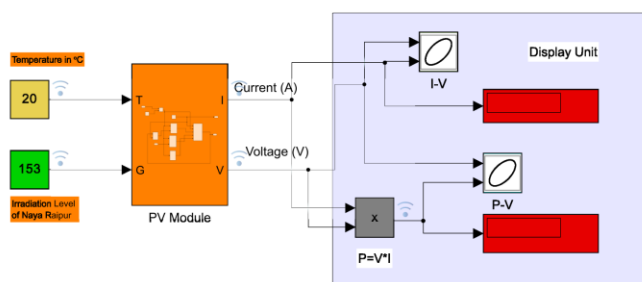 Temperature in °C
20
T
I
Current (A)
I-V
Display Unit
153
G
V
Voltage (V)
Irradiation Level
of Naya Raipur
PV Module
x
P=V*I
P-V